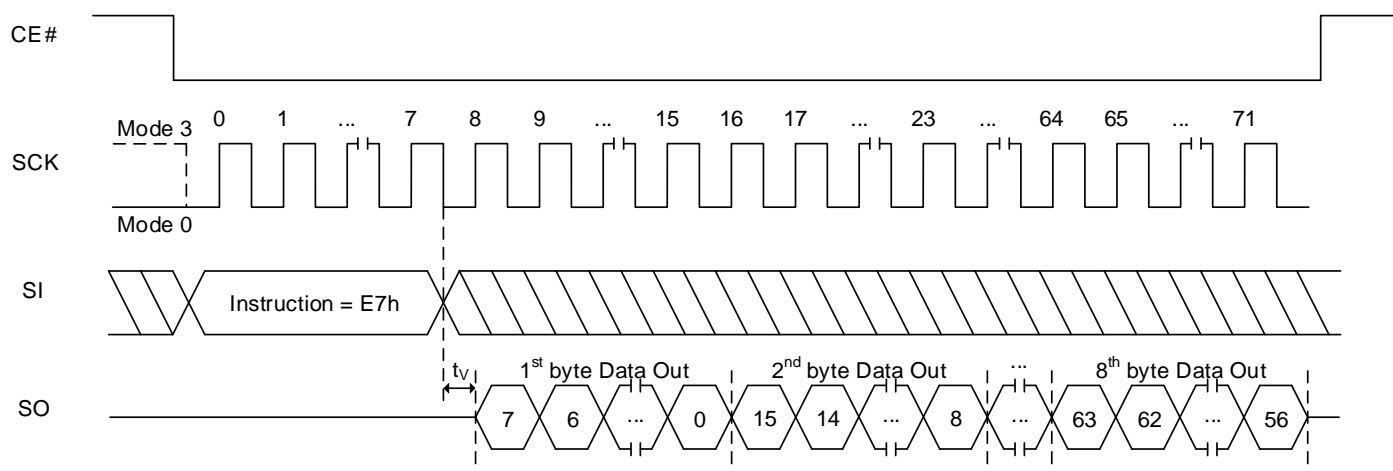 CE#
Mode 3
0 1 ... 7 8 9 ... 15 16 17 ... 23 ... 64 65 ... 71
SCK
Mode 0
SI
Instruction = E7h
tV
1st byte Data Out
2nd byte Data Out
...
8th byte Data Out
SO
7 6 ... 0 15 14 ... 8 ... 63 62 ... 56